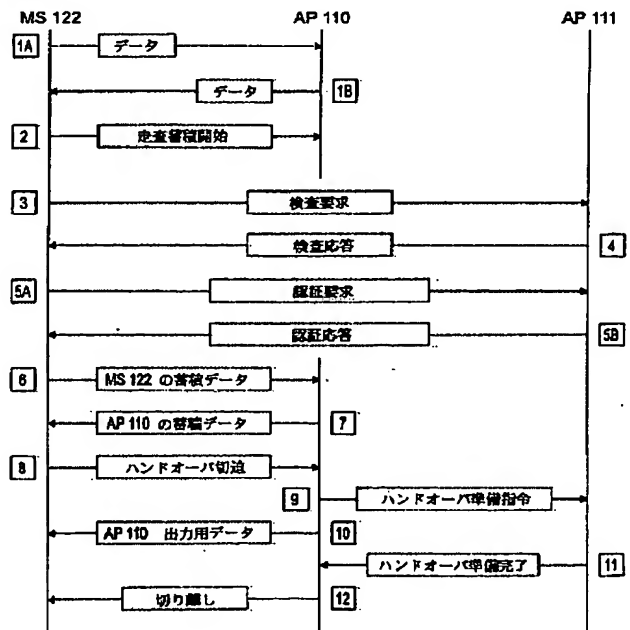 MS 122 AP 110 AP 111
1A データ
データ 1B
2 走査蓄積開始
3 検査要求
検査応答 4
5A 認証要求
認証応答 5B
6 MS 122 の蓄積データ
AP 110 の蓄積データ 7
8 ハンドオーバ切迫
9 ハンドオーバ準備指令
AP 110 出力用データ 10
ハンドオーバ準備完了 11
切り離し 12